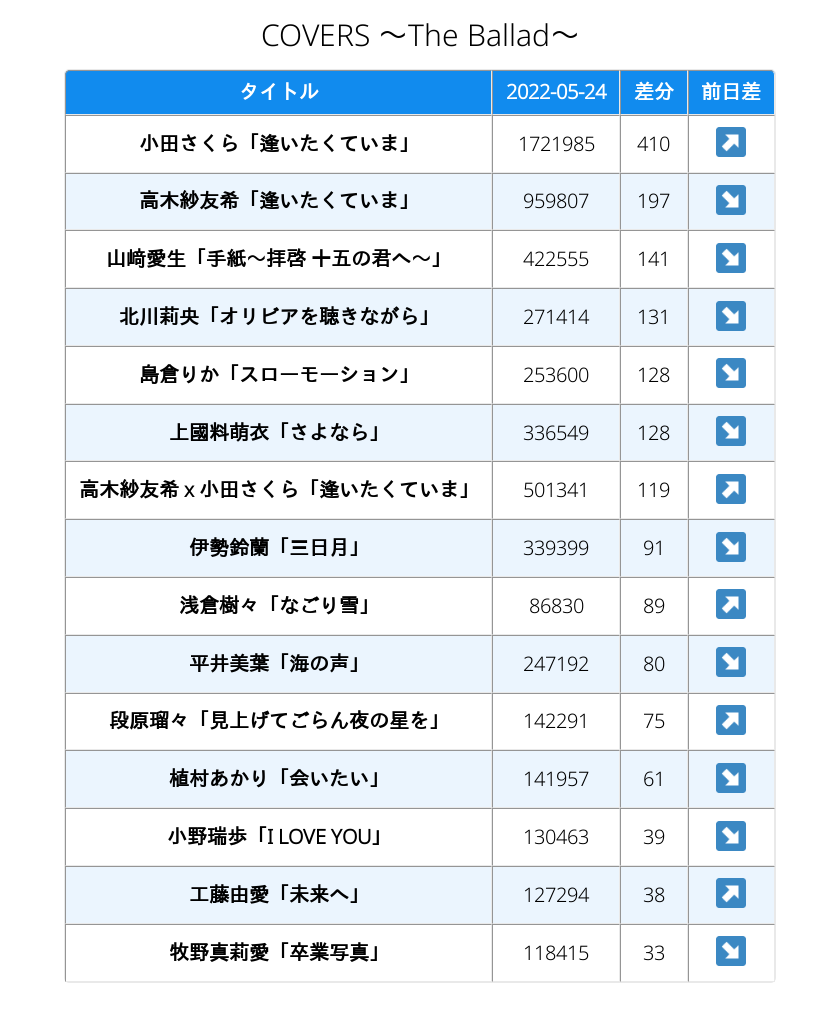 COVERS ～The Ballad～
タイトル 2022-05-24 差分 前日差
小田さくら「逢いたくていま」 1721985 410 ↗
高木紗友希「逢いたくていま」 959807 197 ↘
山﨑愛生「手紙～拝啓 十五の君へ～」 422555 141 ↘
北川莉央「オリビアを聴きながら」 271414 131 ↘
島倉りか「スローモーション」 253600 128 ↘
上國料萌衣「さよなら」 336549 128 ↘
高木紗友希 x 小田さくら「逢いたくていま」 501341 119 ↗
伊勢鈴蘭「三日月」 339399 91 ↘
浅倉樹々「なごり雪」 86830 89 ↗
平井美葉「海の声」 247192 80 ↘
段原瑠々「見上げてごらん夜の星を」 142291 75 ↗
植村あかり「会いたい」 141957 61 ↘
小野瑞歩「I LOVE YOU」 130463 39 ↘
工藤由愛「未来へ」 127294 38 ↗
牧野真莉愛「卒業写真」 118415 33 ↘